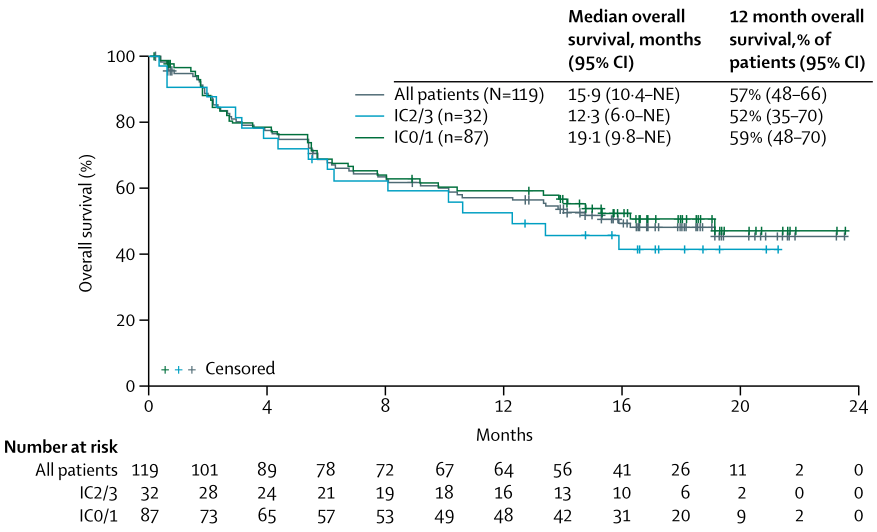 Median overall survival, months (95% CI)
12 month overall survival,% of patients (95% CI)
All patients (N=119) 15·9 (10·4–NE) 57% (48–66)
IC2/3 (n=32) 12·3 (6·0–NE) 52% (35–70)
IC0/1 (n=87) 19·1 (9·8–NE) 59% (48–70)
Overall survival (%)
100
80
60
40
20
0
Censored
0 4 8 12 16 20 24
Months
Number at risk
All patients 119 101 89 78 72 67 64 56 41 26 11 2 0
IC2/3 32 28 24 21 19 18 16 13 10 6 2 0 0
IC0/1 87 73 65 57 53 49 48 42 31 20 9 2 0